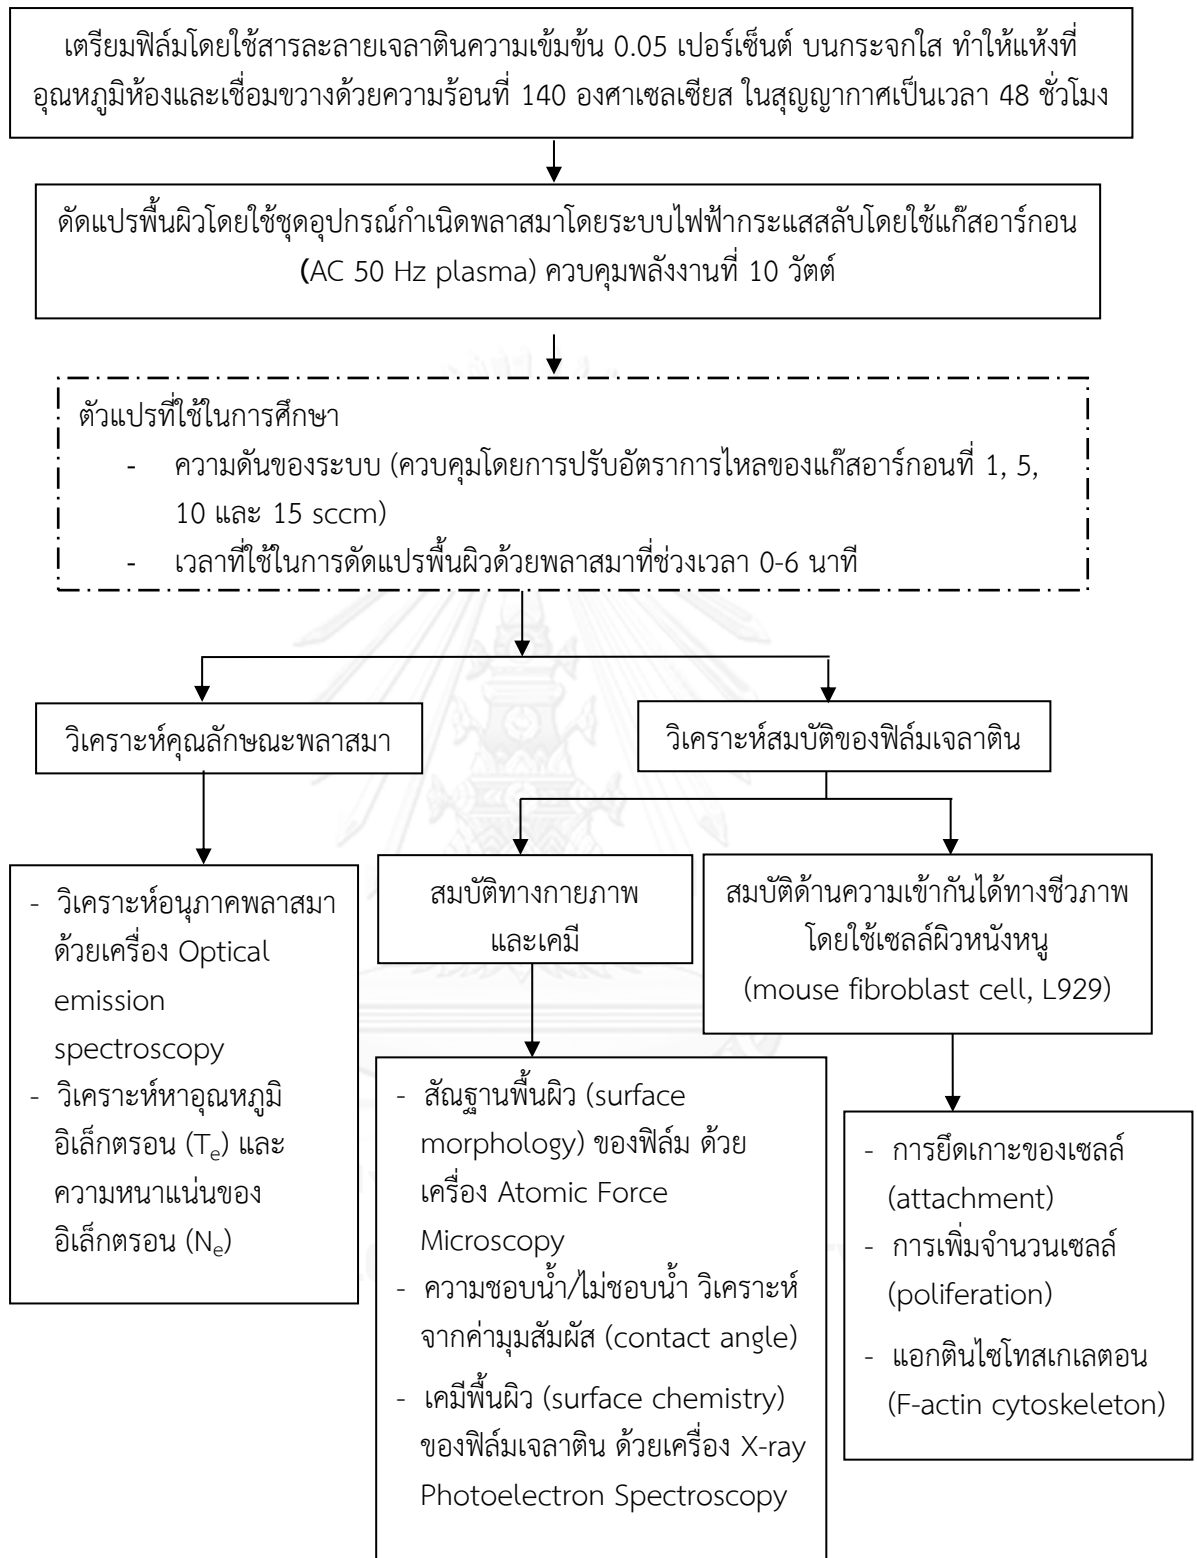 เตรียมฟิล์มโดยใช้สารละลายเจลาตินความเข้มข้น 0.05 เปอร์เซ็นต์ บนกระจกใส ทำให้แห้งที่
อุณหภูมิห้องและเชื่อมขวางด้วยความร้อนที่ 140 องศาเซลเซียส ในสุญญากาศเป็นเวลา 48 ชั่วโมง
ดัดแปรพื้นผิวโดยใช้ชุดอุปกรณ์กำเนิดพลาสมาโดยระบบไฟฟ้ากระแสสลับโดยใช้แก๊สอาร์กอน
(AC 50 Hz plasma) ควบคุมพลังงานที่ 10 วัตต์
ตัวแปรที่ใช้ในการศึกษา
- ความดันของระบบ (ควบคุมโดยการปรับอัตราการไหลของแก๊สอาร์กอนที่ 1, 5,
10 และ 15 sccm)
- เวลาที่ใช้ในการดัดแปรพื้นผิวด้วยพลาสมาที่ช่วงเวลา 0-6 นาที
วิเคราะห์คุณลักษณะพลาสมา
วิเคราะห์สมบัติของฟิล์มเจลาติน
- วิเคราะห์อนุภาคพลาสมา
ด้วยเครื่อง Optical
emission
spectroscopy
- วิเคราะห์หาอุณหภูมิ
อิเล็กตรอน (Te) และ
ความหนาแน่นของ
อิเล็กตรอน (Ne)
สมบัติทางกายภาพ
และเคมี
สมบัติด้านความเข้ากันได้ทางชีวภาพ
โดยใช้เซลล์ผิวหนังหนู
(mouse fibroblast cell, L929)
- สัณฐานพื้นผิว (surface
morphology) ของฟิล์ม ด้วย
เครื่อง Atomic Force
Microscopy
- ความชอบน้ำ/ไม่ชอบน้ำ วิเคราะห์
จากค่ามุมสัมผัส (contact angle)
- เคมีพื้นผิว (surface chemistry)
ของฟิล์มเจลาติน ด้วยเครื่อง X-ray
Photoelectron Spectroscopy
- การยึดเกาะของเซลล์
(attachment)
- การเพิ่มจำนวนเซลล์
(poliferation)
- แอกตินไซโทสเกเลตอน
(F-actin cytoskeleton)